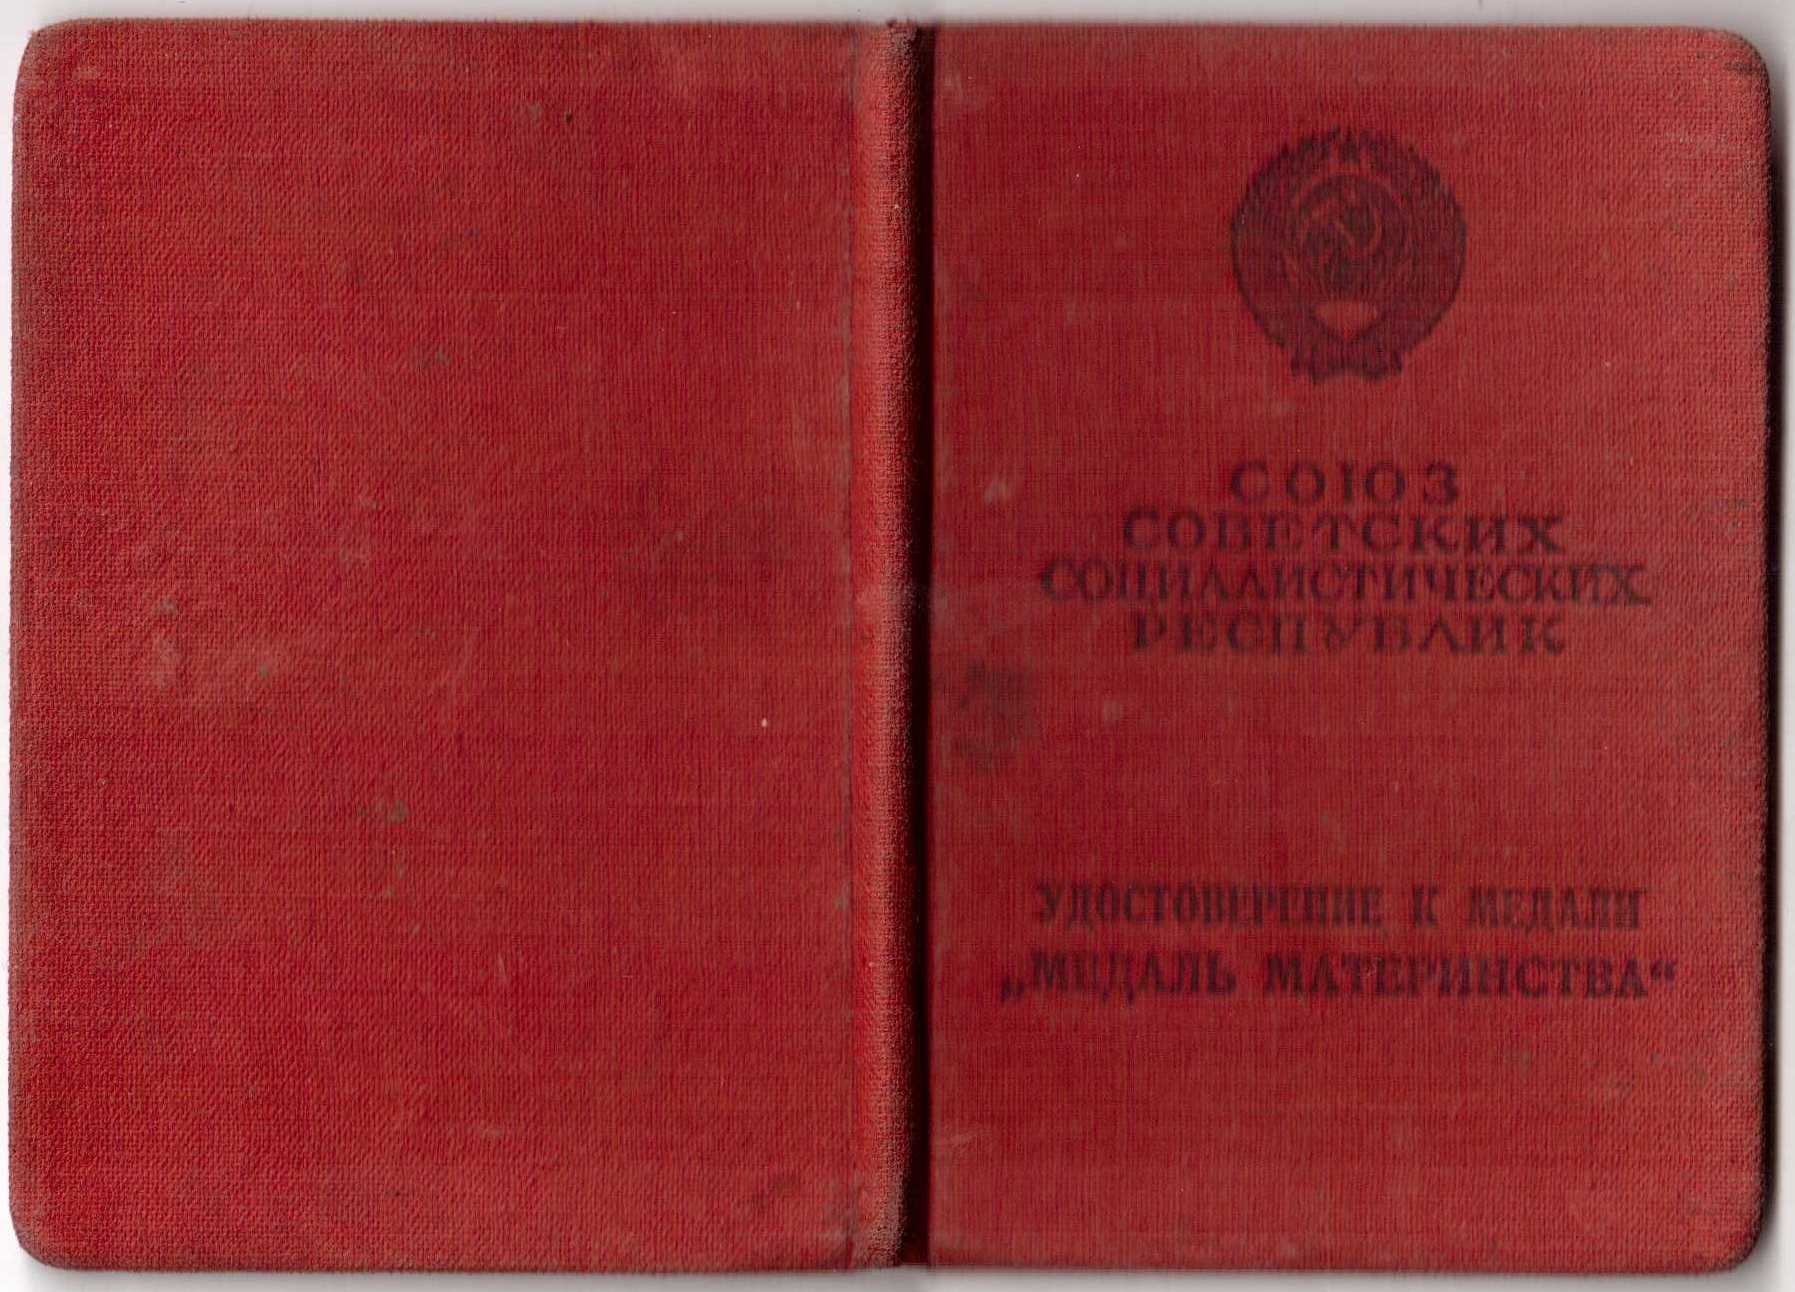 СОЮЗ
СОВЕТСКИХ
СОЦИАЛИСТИЧЕСКИХ
РЕСПУБЛИК
УДОСТОВЕРЕНИЕ К МЕДАЛИ
„МЕДАЛЬ МАТЕРИНСТВА“